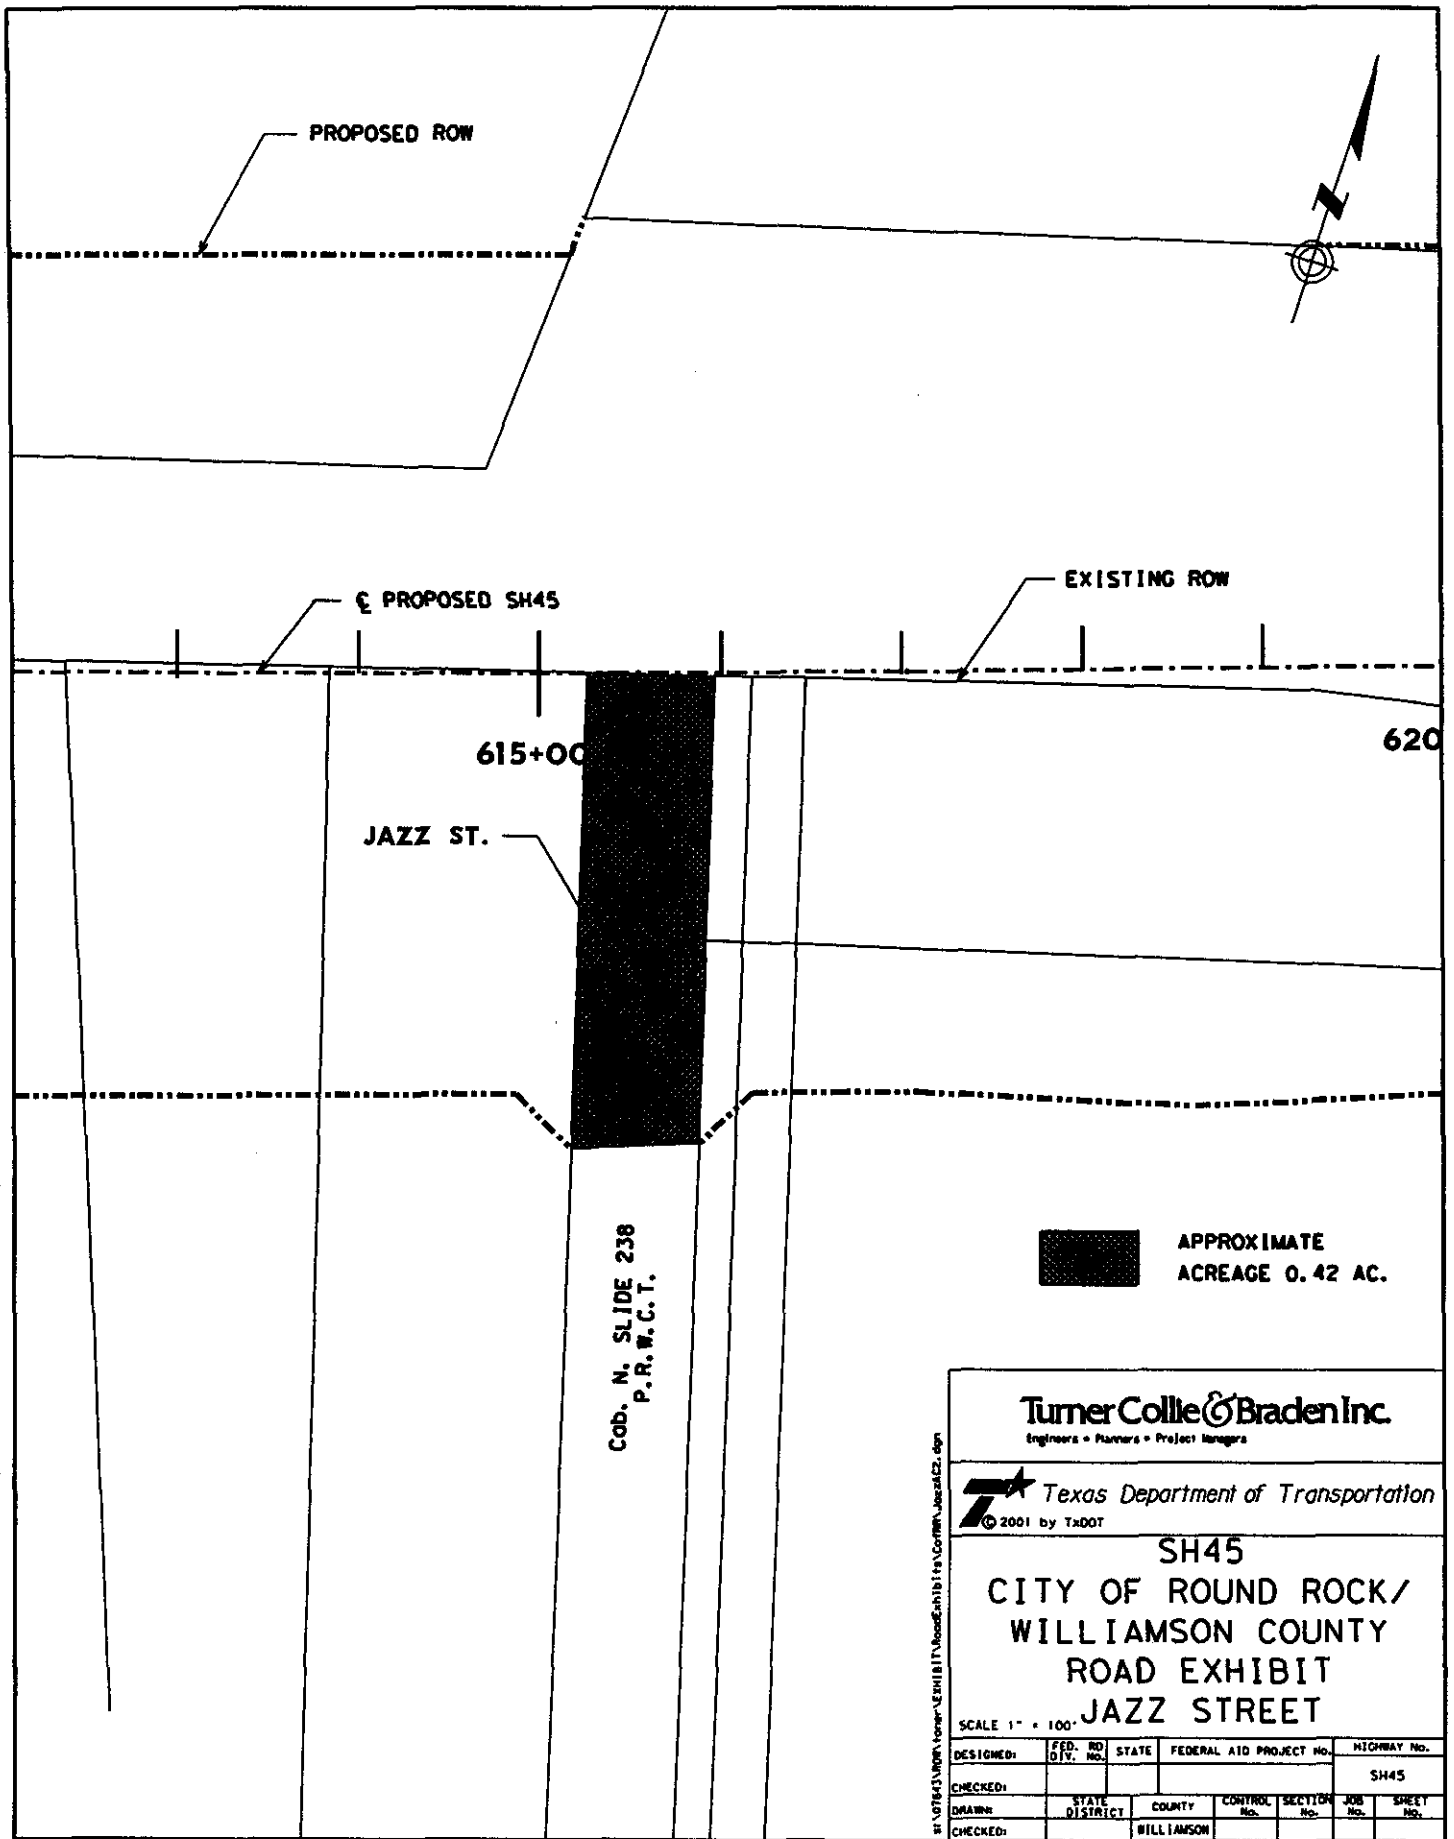 PROPOSED ROW
N
EXISTING ROW
℄ PROPOSED SH45
615+00
620
JAZZ ST.
Cab. N. SLIDE 238
P.R.W.C.T.
APPROXIMATE
ACREAGE 0.42 AC.
Turner Collie & Braden Inc.
Engineers • Planners • Project Managers
Texas Department of Transportation
© 2001 by TxDOT
SH45
CITY OF ROUND ROCK/
WILLIAMSON COUNTY
ROAD EXHIBIT
JAZZ STREET
SCALE 1" = 100'
DESIGNED: FED. RD DIV. No. STATE FEDERAL AID PROJECT No. HIGHWAY No.
CHECKED: SH45
DRAWN: STATE DISTRICT COUNTY CONTROL No. SECTION No. JOB No. SHEET No.
CHECKED: WILLIAMSON